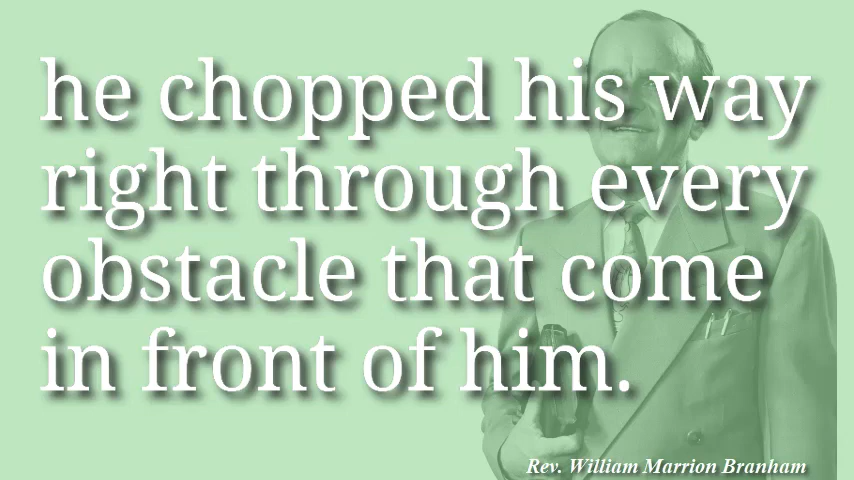 he chopped his way
right through every
obstacle that come
in front of him.
Rev. William Marrion Branham